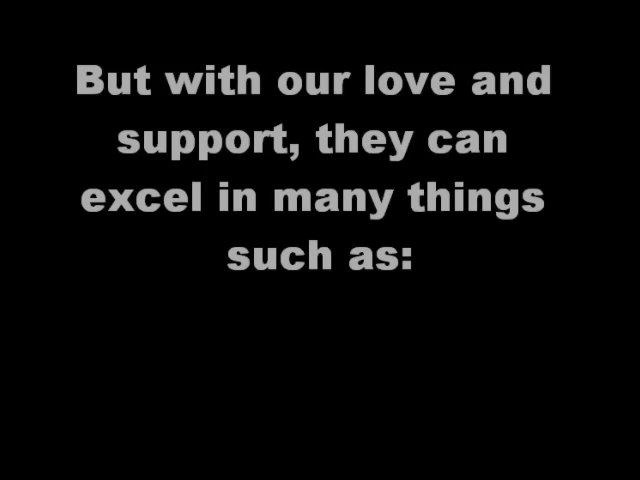 But with our love and
support, they can
excel in many things
such as: